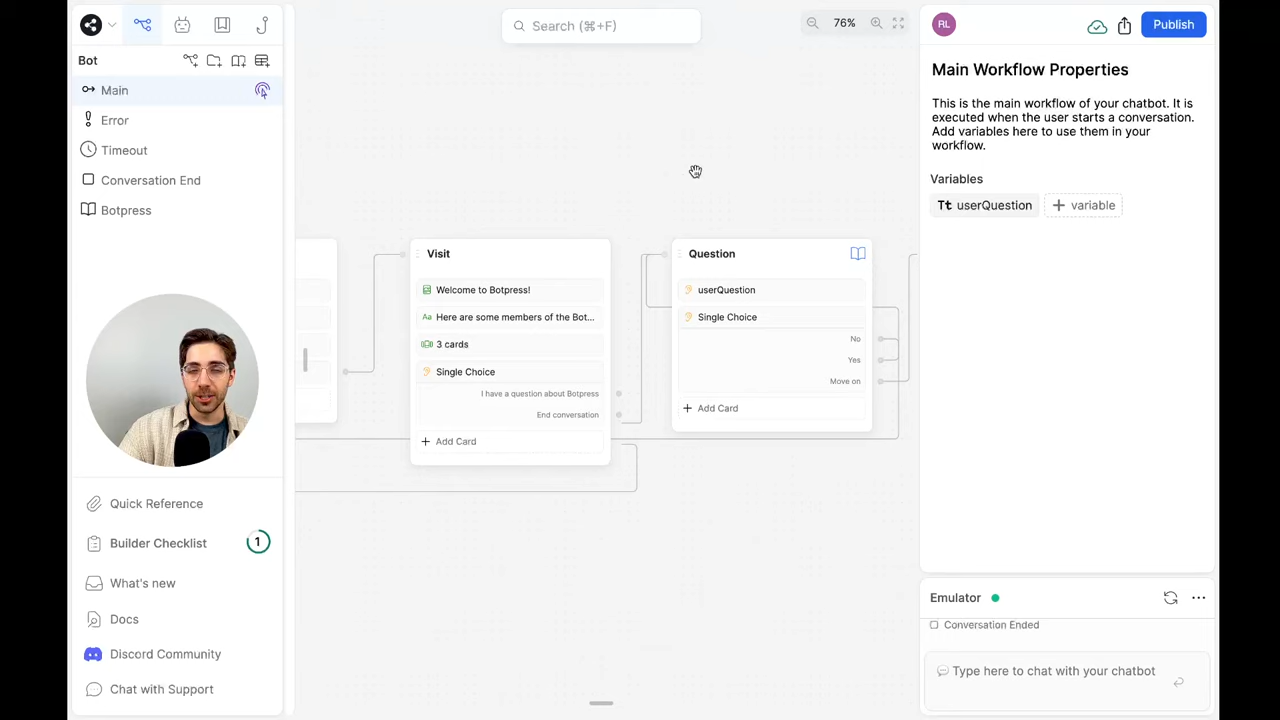 Bot
Main
Error
Timeout
Conversation End
Botpress
Quick Reference
Builder Checklist
1
What's new
Docs
Discord Community
Chat with Support
Search (⌘+F)
76%
Visit
Welcome to Botpress!
Aa Here are some members of the Bot...
3 cards
Single Choice
I have a question about Botpress
End conversation
+ Add Card
Question
userQuestion
Single Choice
No
Yes
Move on
+ Add Card
RL
Publish
Main Workflow Properties
This is the main workflow of your chatbot. It is
executed when the user starts a conversation.
Add variables here to use them in your
workflow.
Variables
Tt userQuestion
+ variable
Emulator
Conversation Ended
Type here to chat with your chatbot